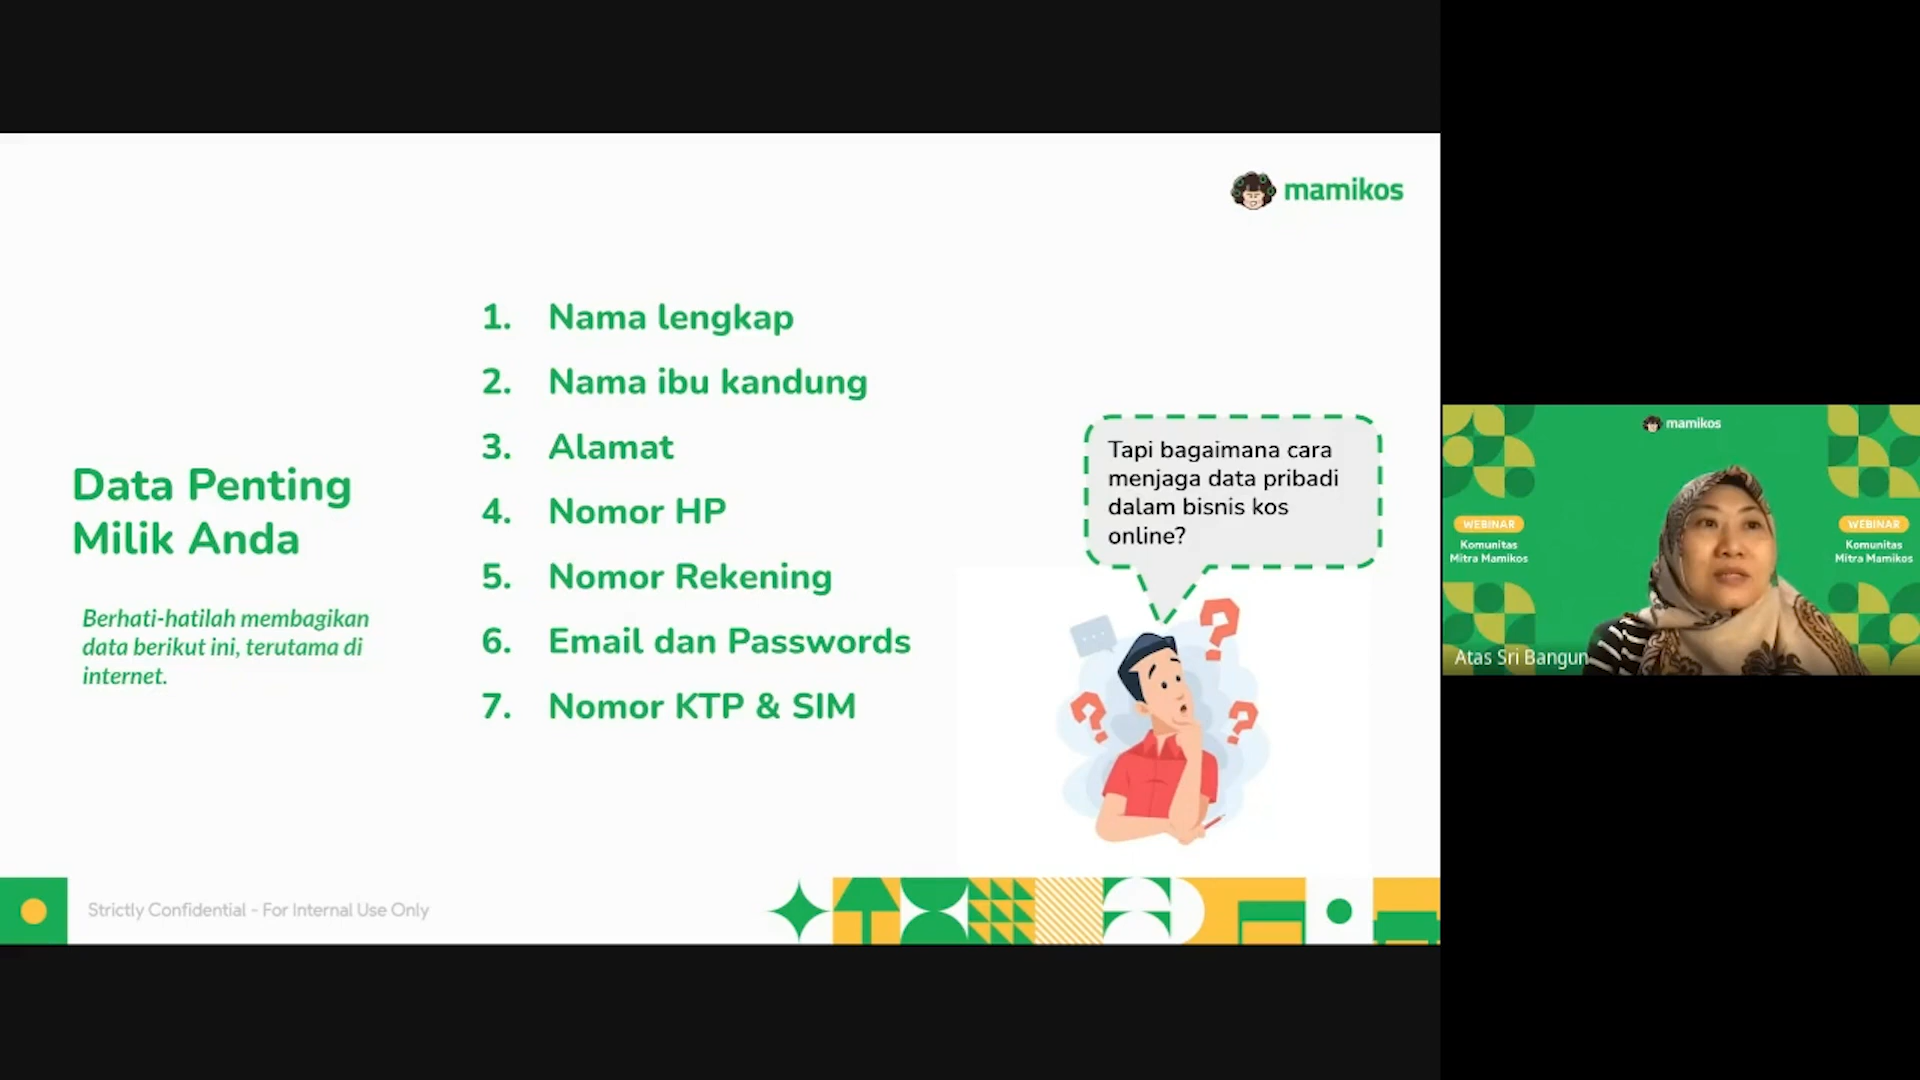 mamikos
Data Penting
Milik Anda
Berhati-hatilah membagikan
data berikut ini, terutama di
internet.
1. Nama lengkap
2. Nama ibu kandung
3. Alamat
4. Nomor HP
5. Nomor Rekening
6. Email dan Passwords
7. Nomor KTP & SIM
Tapi bagaimana cara
menjaga data pribadi
dalam bisnis kos
online?
Strictly Confidential - For Internal Use Only
mamikos
WEBINAR
Komunitas
Mitra Mamikos
WEBINAR
Komunitas
Mitra Mamikos
Atas Sri Bangun